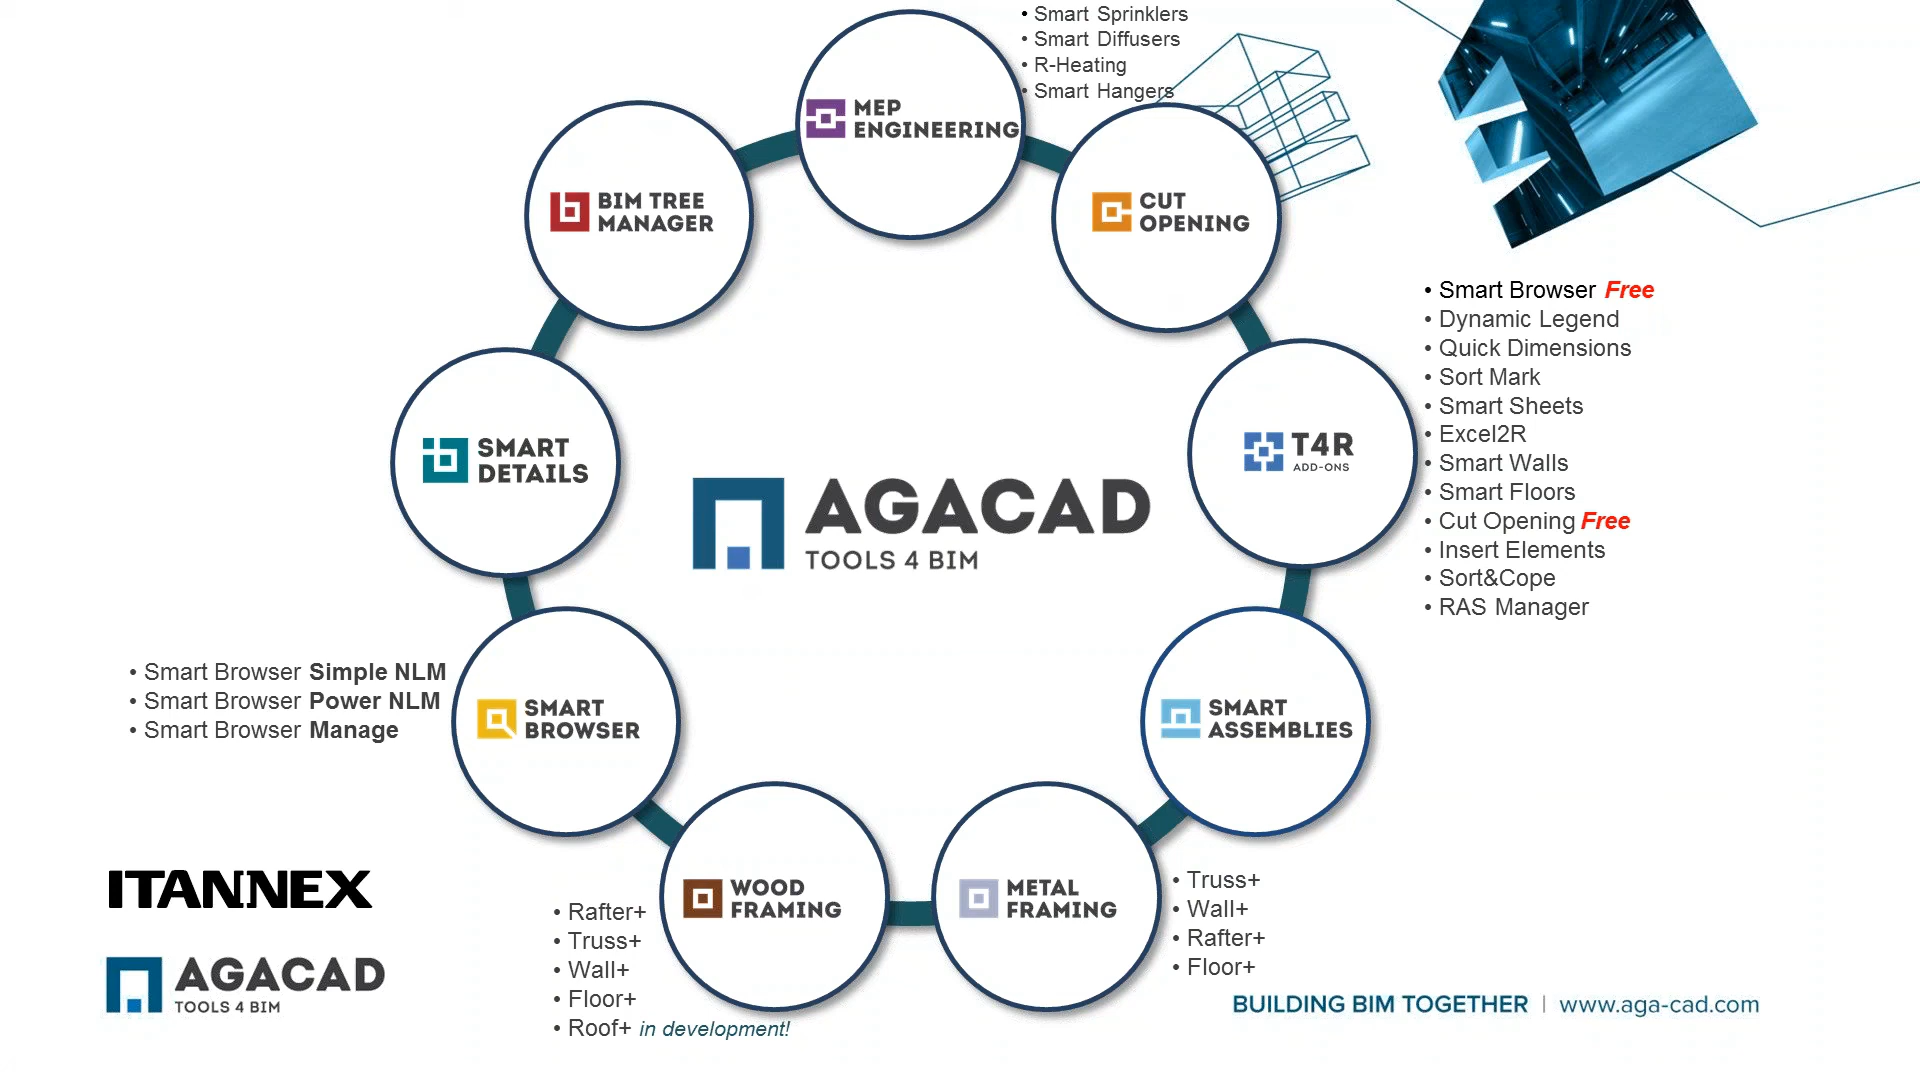 • Smart Sprinklers
• Smart Diffusers
• R-Heating
• Smart Hangers
MEP
ENGINEERING
BIM TREE
MANAGER
CUT
OPENING
• Smart Browser Free
• Dynamic Legend
• Quick Dimensions
• Sort Mark
• Smart Sheets
• Excel2R
• Smart Walls
• Smart Floors
• Cut Opening Free
• Insert Elements
• Sort&Cope
• RAS Manager
T4R
ADD-ONS
SMART
DETAILS
AGACAD
TOOLS 4 BIM
• Smart Browser Simple NLM
• Smart Browser Power NLM
• Smart Browser Manage
SMART
BROWSER
SMART
ASSEMBLIES
WOOD
FRAMING
METAL
FRAMING
• Rafter+
• Truss+
• Wall+
• Floor+
• Roof+ in development!
• Truss+
• Wall+
• Rafter+
• Floor+
ITANNEX
AGACAD
TOOLS 4 BIM
BUILDING BIM TOGETHER | www.aga-cad.com